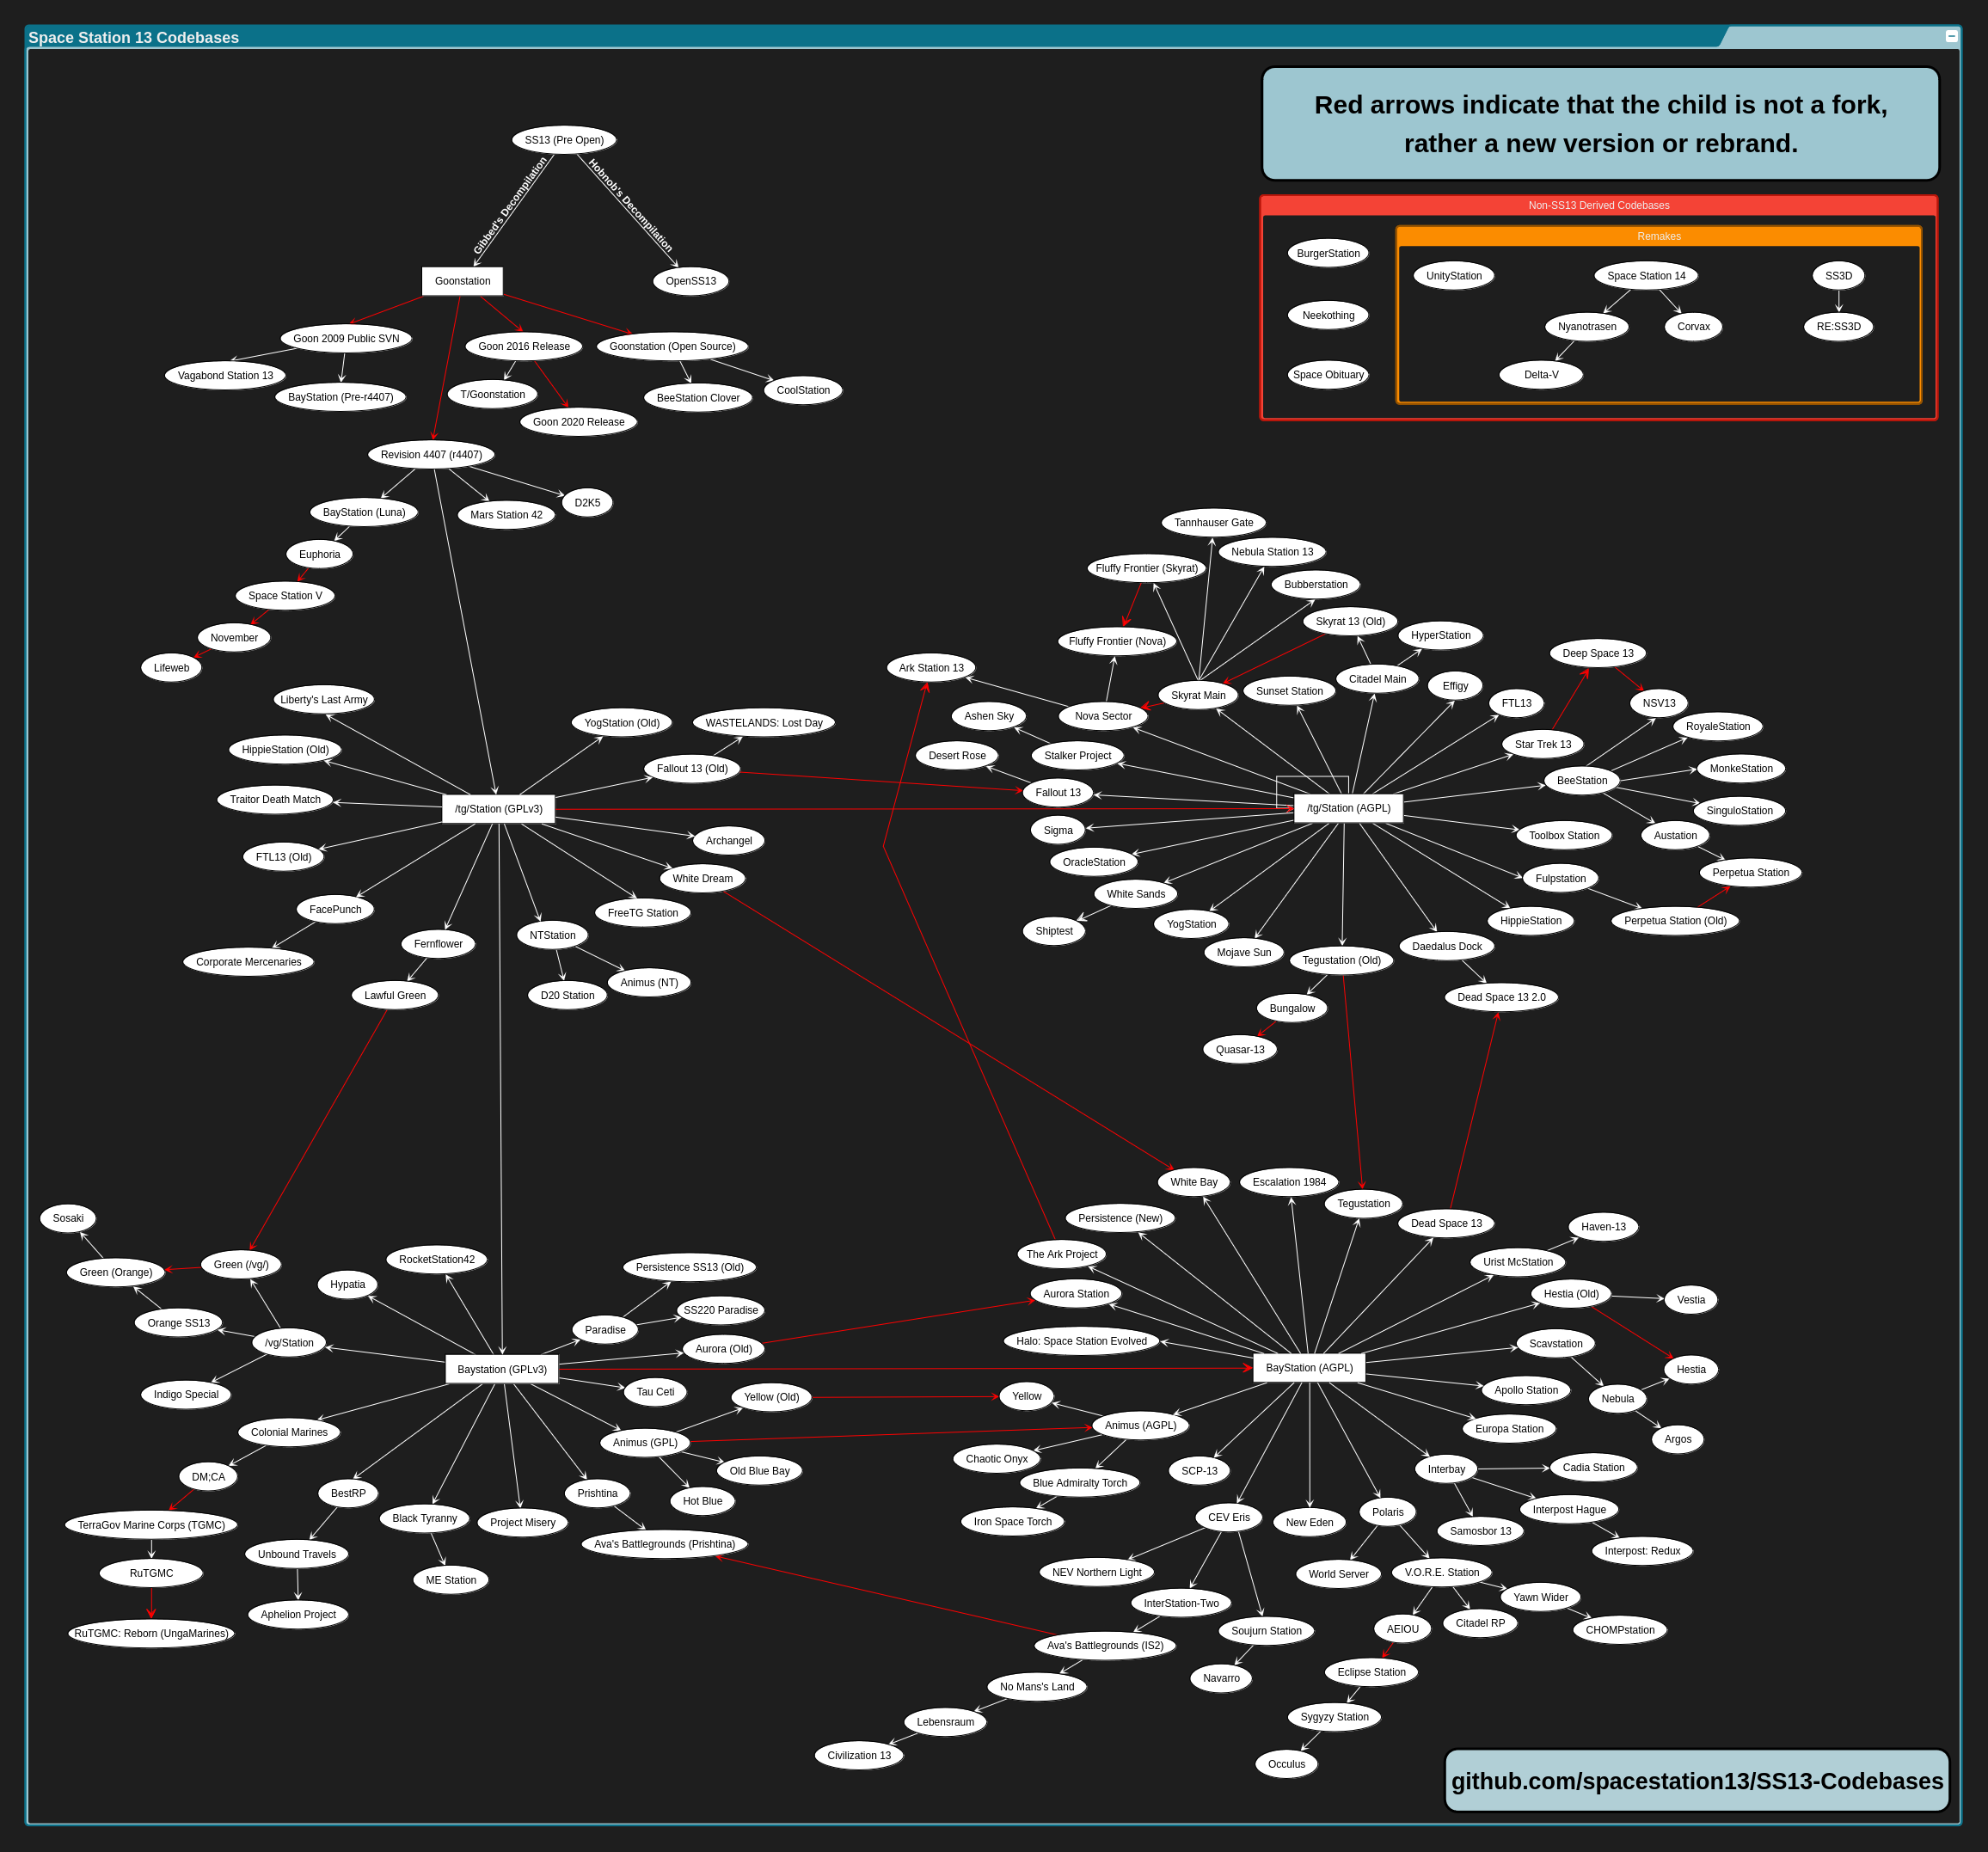 Space Station 13 Codebases
Red arrows indicate that the child is not a fork,
rather a new version or rebrand.
SS13 (Pre Open)
Gibbed's Decompilation
Hobnob's Decompilation
Goonstation
OpenSS13
Non-SS13 Derived Codebases
Remakes
BurgerStation
Neekothing
Space Obituary
UnityStation
Space Station 14
SS3D
Nyanotrasen
Corvax
RE:SS3D
Delta-V
Goon 2009 Public SVN
Goon 2016 Release
Goonstation (Open Source)
Vagabond Station 13
BayStation (Pre-r4407)
T/Goonstation
BeeStation Clover
CoolStation
Goon 2020 Release
Revision 4407 (r4407)
BayStation (Luna)
Mars Station 42
D2K5
Euphoria
Space Station V
November
Lifeweb
Liberty's Last Army
HippieStation (Old)
Traitor Death Match
FTL13 (Old)
FacePunch
Corporate Mercenaries
Fernflower
Lawful Green
NTStation
D20 Station
Animus (NT)
FreeTG Station
White Dream
Archangel
/tg/Station (GPLv3)
YogStation (Old)
Fallout 13 (Old)
WASTELANDS: Lost Day
Tannhauser Gate
Nebula Station 13
Fluffy Frontier (Skyrat)
Bubberstation
Skyrat 13 (Old)
HyperStation
Fluffy Frontier (Nova)
Ark Station 13
Citadel Main
Skyrat Main
Sunset Station
Effigy
FTL13
Deep Space 13
NSV13
RoyaleStation
Star Trek 13
Nova Sector
Ashen Sky
Stalker Project
Desert Rose
Fallout 13
BeeStation
MonkeStation
SinguloStation
Austation
Perpetua Station
/tg/Station (AGPL)
Sigma
OracleStation
White Sands
Shiptest
YogStation
Mojave Sun
Tegustation (Old)
Bungalow
Quasar-13
Toolbox Station
Fulpstation
Perpetua Station (Old)
HippieStation
Daedalus Dock
Dead Space 13 2.0
Sosaki
Green (Orange)
Green (/vg/)
Orange SS13
/vg/Station
Indigo Special
Hypatia
RocketStation42
Persistence SS13 (Old)
SS220 Paradise
Paradise
Aurora (Old)
Baystation (GPLv3)
Tau Ceti
Yellow (Old)
Animus (GPL)
Old Blue Bay
Hot Blue
Prishtina
Ava's Battlegrounds (Prishtina)
Project Misery
Black Tyranny
ME Station
BestRP
Unbound Travels
Aphelion Project
Colonial Marines
DM;CA
TerraGov Marine Corps (TGMC)
RuTGMC
RuTGMC: Reborn (UngaMarines)
White Bay
Escalation 1984
Tegustation
Dead Space 13
Persistence (New)
The Ark Project
Aurora Station
Halo: Space Station Evolved
BayStation (AGPL)
Haven-13
Urist McStation
Hestia (Old)
Vestia
Scavstation
Hestia
Nebula
Argos
Apollo Station
Europa Station
Yellow
Animus (AGPL)
Chaotic Onyx
Blue Admiralty Torch
Iron Space Torch
SCP-13
CEV Eris
New Eden
Polaris
Interbay
Cadia Station
Interpost Hague
Samosbor 13
Interpost: Redux
NEV Northern Light
InterStation-Two
Soujurn Station
Navarro
Ava's Battlegrounds (IS2)
No Mans's Land
Lebensraum
Civilization 13
World Server
V.O.R.E. Station
Yawn Wider
Citadel RP
CHOMPstation
AEIOU
Eclipse Station
Sygyzy Station
Occulus
github.com/spacestation13/SS13-Codebases